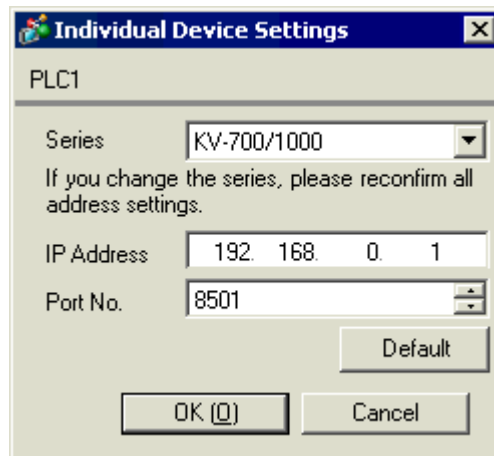 Individual Device Settings
PLC1
Series KV-700/1000
If you change the series, please reconfirm all
address settings.
IP Address 192. 168. 0. 1
Port No. 8501
Default
OK (O) Cancel